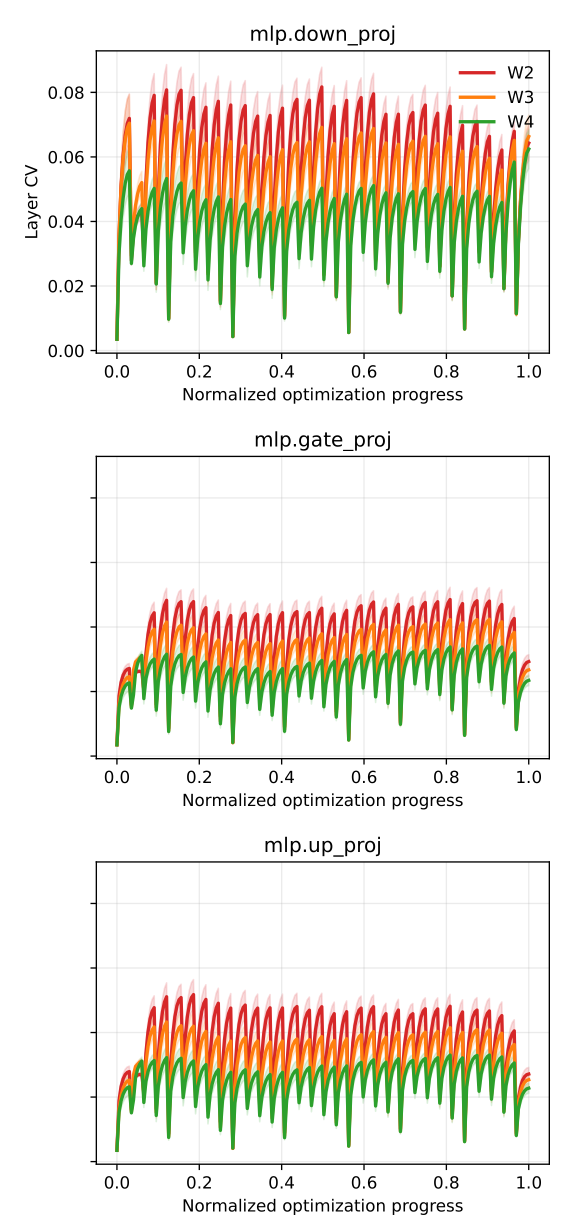 mlp.down_proj
W2
W3
W4
0.08
0.06
0.04
0.02
0.00
Layer CV
0.0 0.2 0.4 0.6 0.8 1.0
Normalized optimization progress
mlp.gate_proj
0.0 0.2 0.4 0.6 0.8 1.0
Normalized optimization progress
mlp.up_proj
0.0 0.2 0.4 0.6 0.8 1.0
Normalized optimization progress